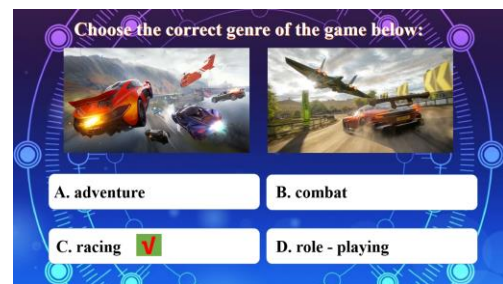 Choose the correct genre of the game below:
A. adventure
B. combat
C. racing
D. role - playing